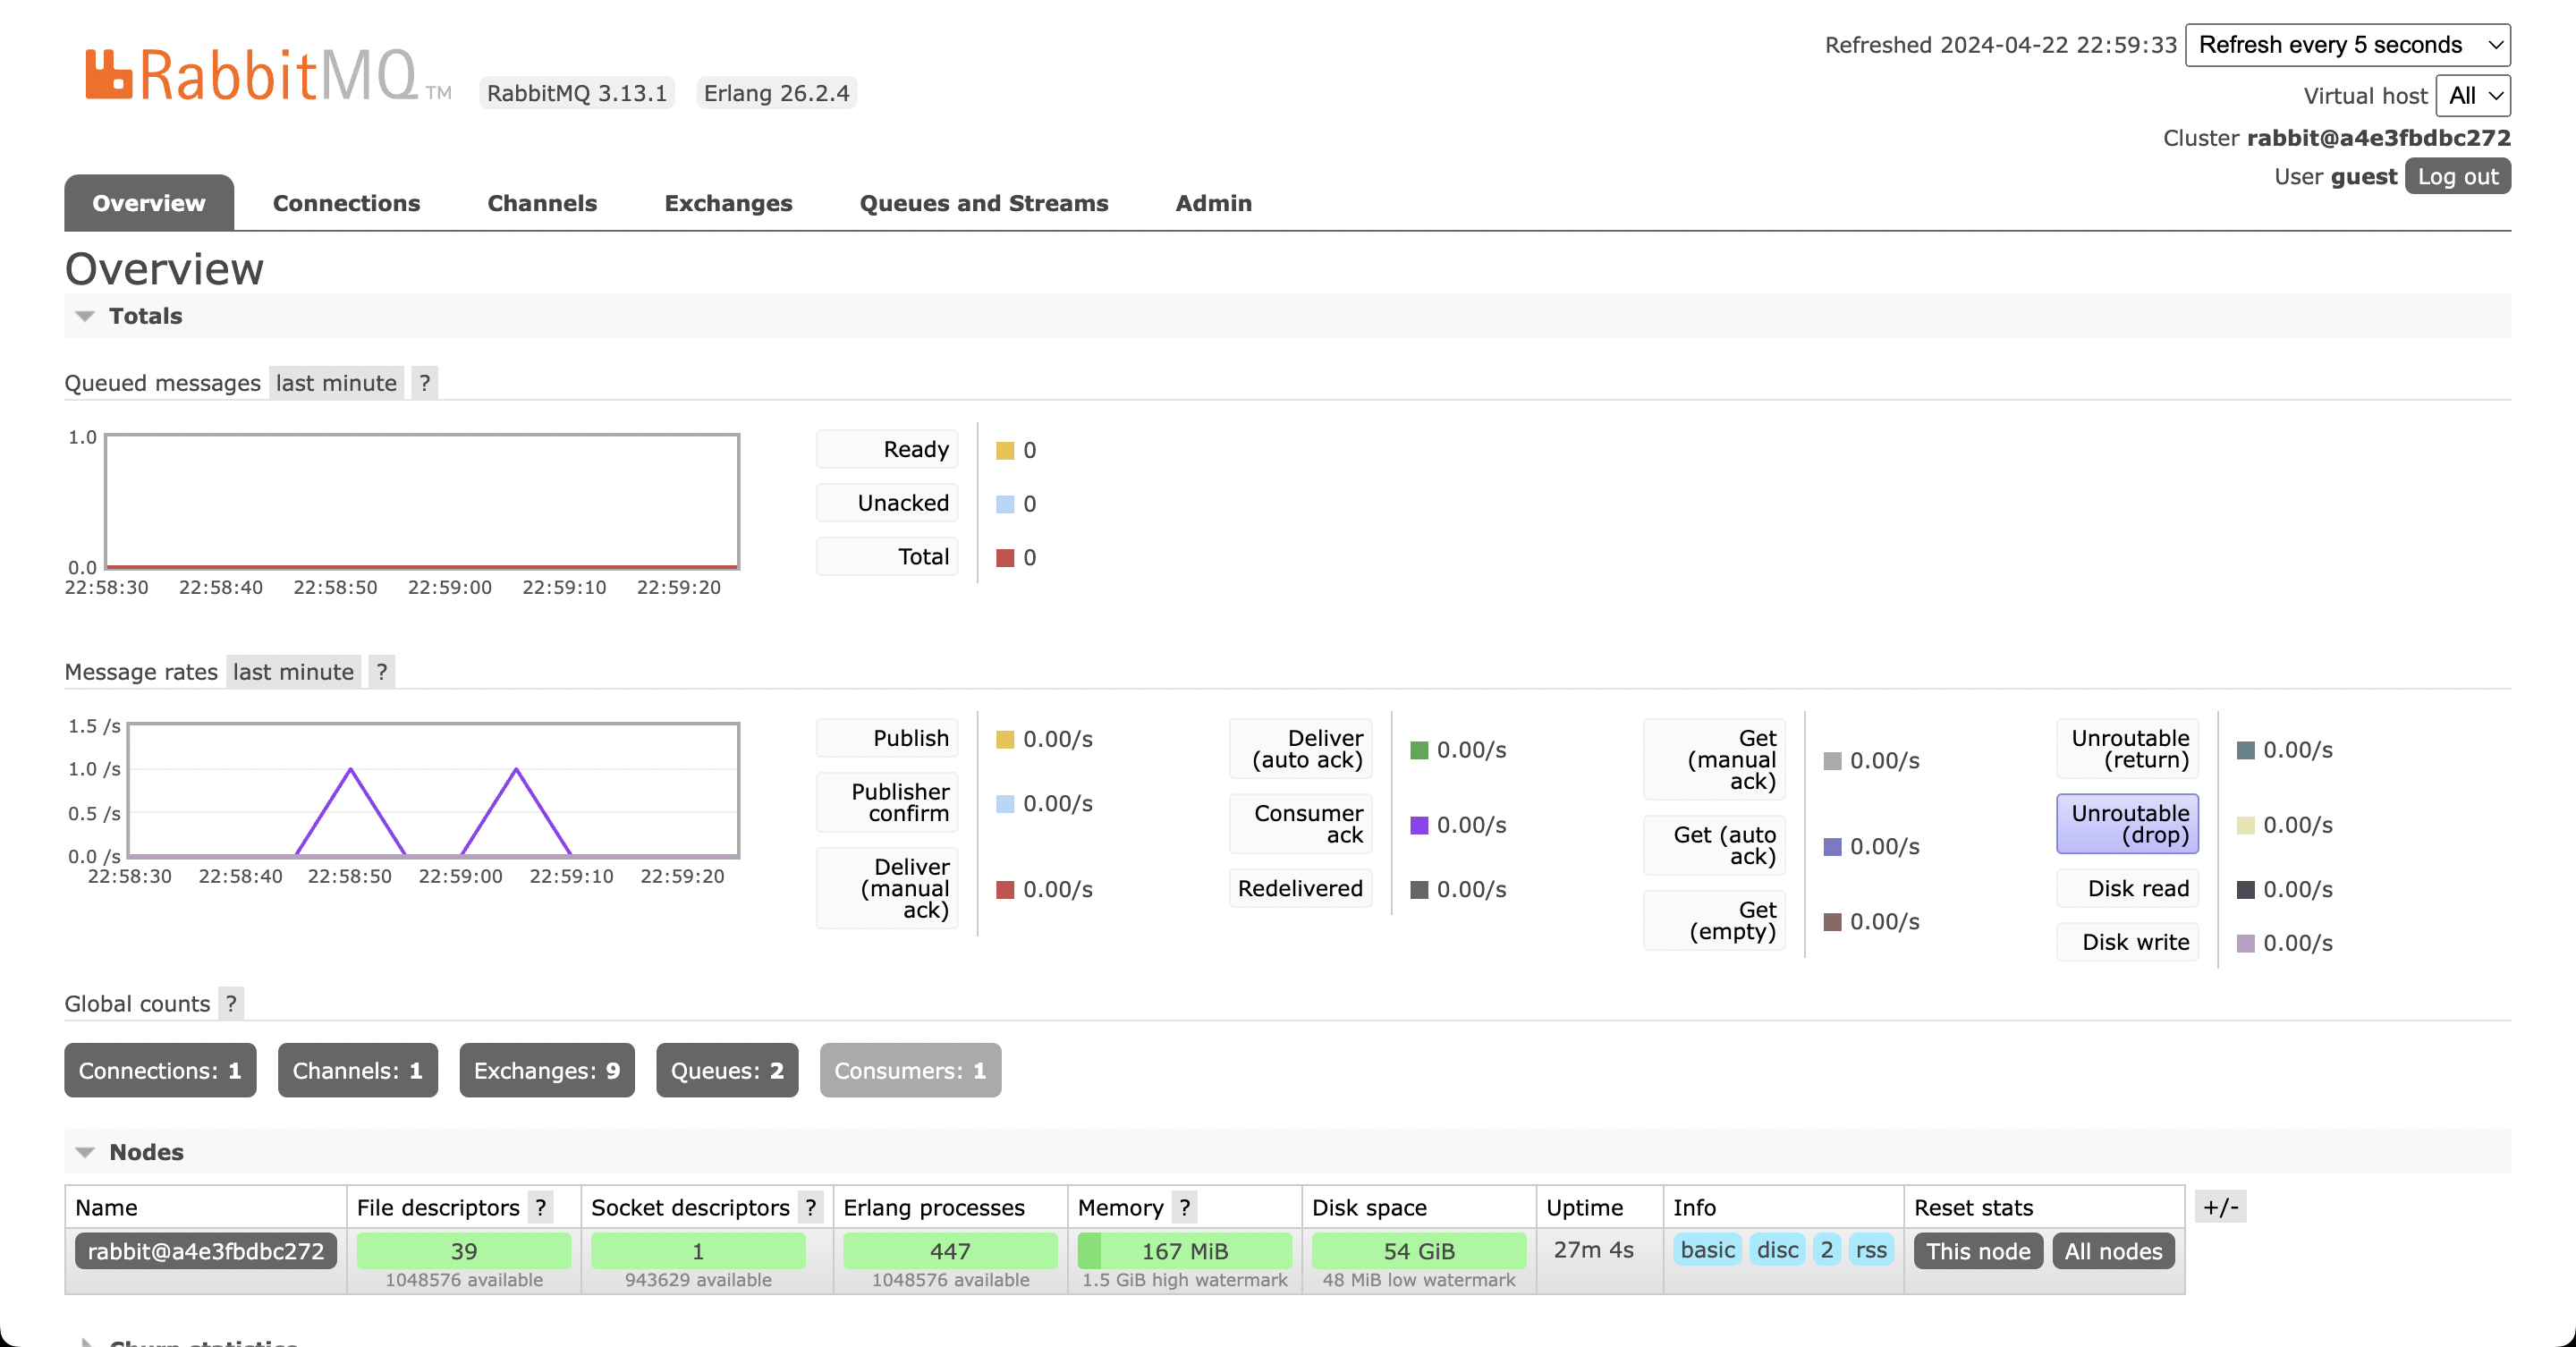 RabbitMQ TM RabbitMQ 3.13.1 Erlang 26.2.4
Refreshed 2024-04-22 22:59:33 Refresh every 5 seconds
Virtual host All
Cluster rabbit@a4e3fbdbc272
User guest Log out
Overview Connections Channels Exchanges Queues and Streams Admin
Overview
Totals
Queued messages last minute ?
1.0
0.0
22:58:30 22:58:40 22:58:50 22:59:00 22:59:10 22:59:20
Ready 0
Unacked 0
Total 0
Message rates last minute ?
1.5 /s
1.0 /s
0.5 /s
0.0 /s
22:58:30 22:58:40 22:58:50 22:59:00 22:59:10 22:59:20
Publish 0.00/s
Publisher
confirm 0.00/s
Deliver
(manual
ack) 0.00/s
Deliver
(auto ack) 0.00/s
Consumer
ack 0.00/s
Redelivered 0.00/s
Get
(manual
ack) 0.00/s
Get (auto
ack) 0.00/s
Get
(empty) 0.00/s
Unroutable
(return) 0.00/s
Unroutable
(drop) 0.00/s
Disk read 0.00/s
Disk write 0.00/s
Global counts ?
Connections: 1 Channels: 1 Exchanges: 9 Queues: 2 Consumers: 1
Nodes
Name File descriptors ? Socket descriptors ? Erlang processes Memory ? Disk space Uptime Info Reset stats +/-
rabbit@a4e3fbdbc272 39 1 447 167 MiB 54 GiB 27m 4s basic disc 2 rss This node All nodes
1048576 available 943629 available 1048576 available 1.5 GiB high watermark 48 MiB low watermark
Churn statistics